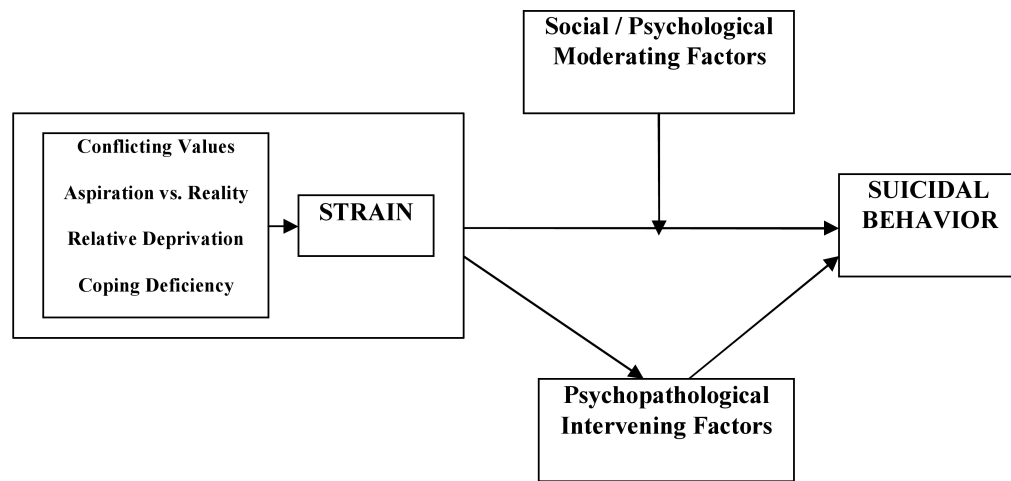 Social / Psychological
Moderating Factors
Conflicting Values
Aspiration vs. Reality
Relative Deprivation
Coping Deficiency
STRAIN
SUICIDAL
BEHAVIOR
Psychopathological
Intervening Factors